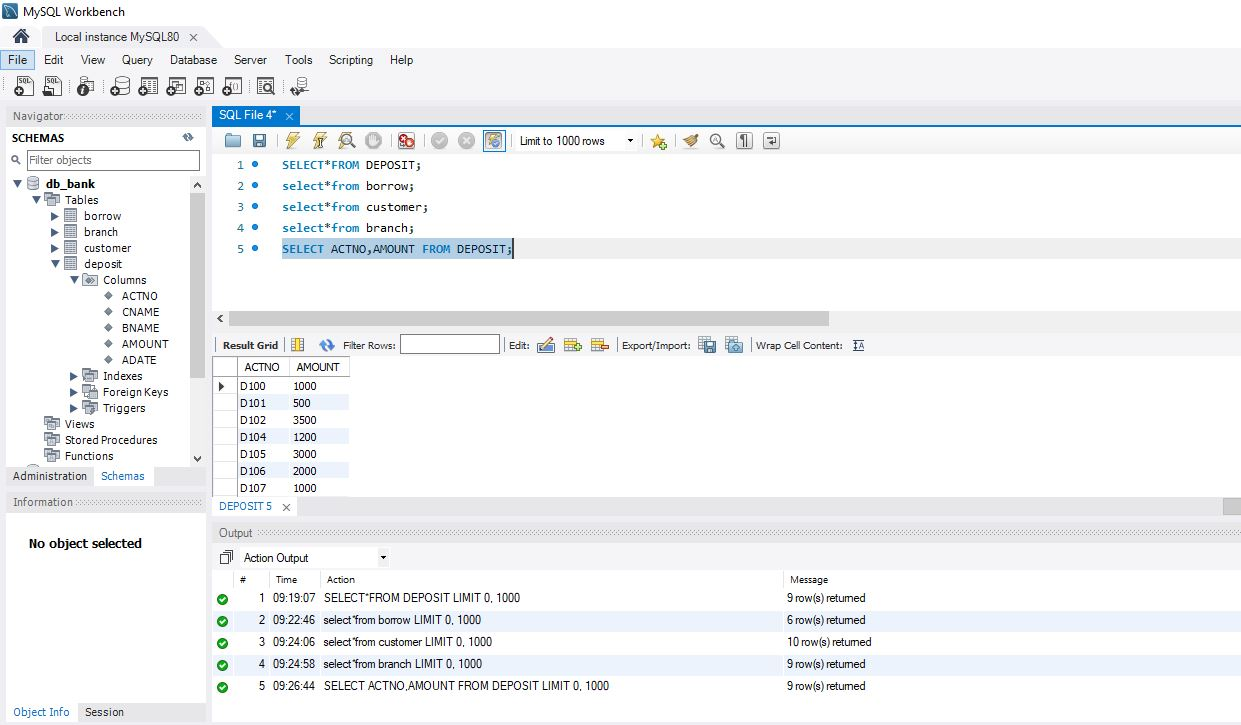 MySQL Workbench
Local instance MySQL80
File Edit View Query Database Server Tools Scripting Help
Navigator
SCHEMAS
Filter objects
db_bank
Tables
borrow
branch
customer
deposit
Columns
ACTNO
CNAME
BNAME
AMOUNT
ADATE
Indexes
Foreign Keys
Triggers
Views
Stored Procedures
Functions
Administration Schemas
Information
No object selected
Object Info Session
SQL File 4*
Limit to 1000 rows
1 SELECT*FROM DEPOSIT;
2 select*from borrow;
3 select*from customer;
4 select*from branch;
5 SELECT ACTNO,AMOUNT FROM DEPOSIT;
Result Grid Filter Rows: Edit: Export/Import: Wrap Cell Content:
ACTNO AMOUNT
D100 1000
D101 500
D102 3500
D104 1200
D105 3000
D106 2000
D107 1000
DEPOSIT 5
Output
Action Output
# Time Action Message
1 09:19:07 SELECT*FROM DEPOSIT LIMIT 0, 1000 9 row(s) returned
2 09:22:46 select*from borrow LIMIT 0, 1000 6 row(s) returned
3 09:24:06 select*from customer LIMIT 0, 1000 10 row(s) returned
4 09:24:58 select*from branch LIMIT 0, 1000 9 row(s) returned
5 09:26:44 SELECT ACTNO,AMOUNT FROM DEPOSIT LIMIT 0, 1000 9 row(s) returned